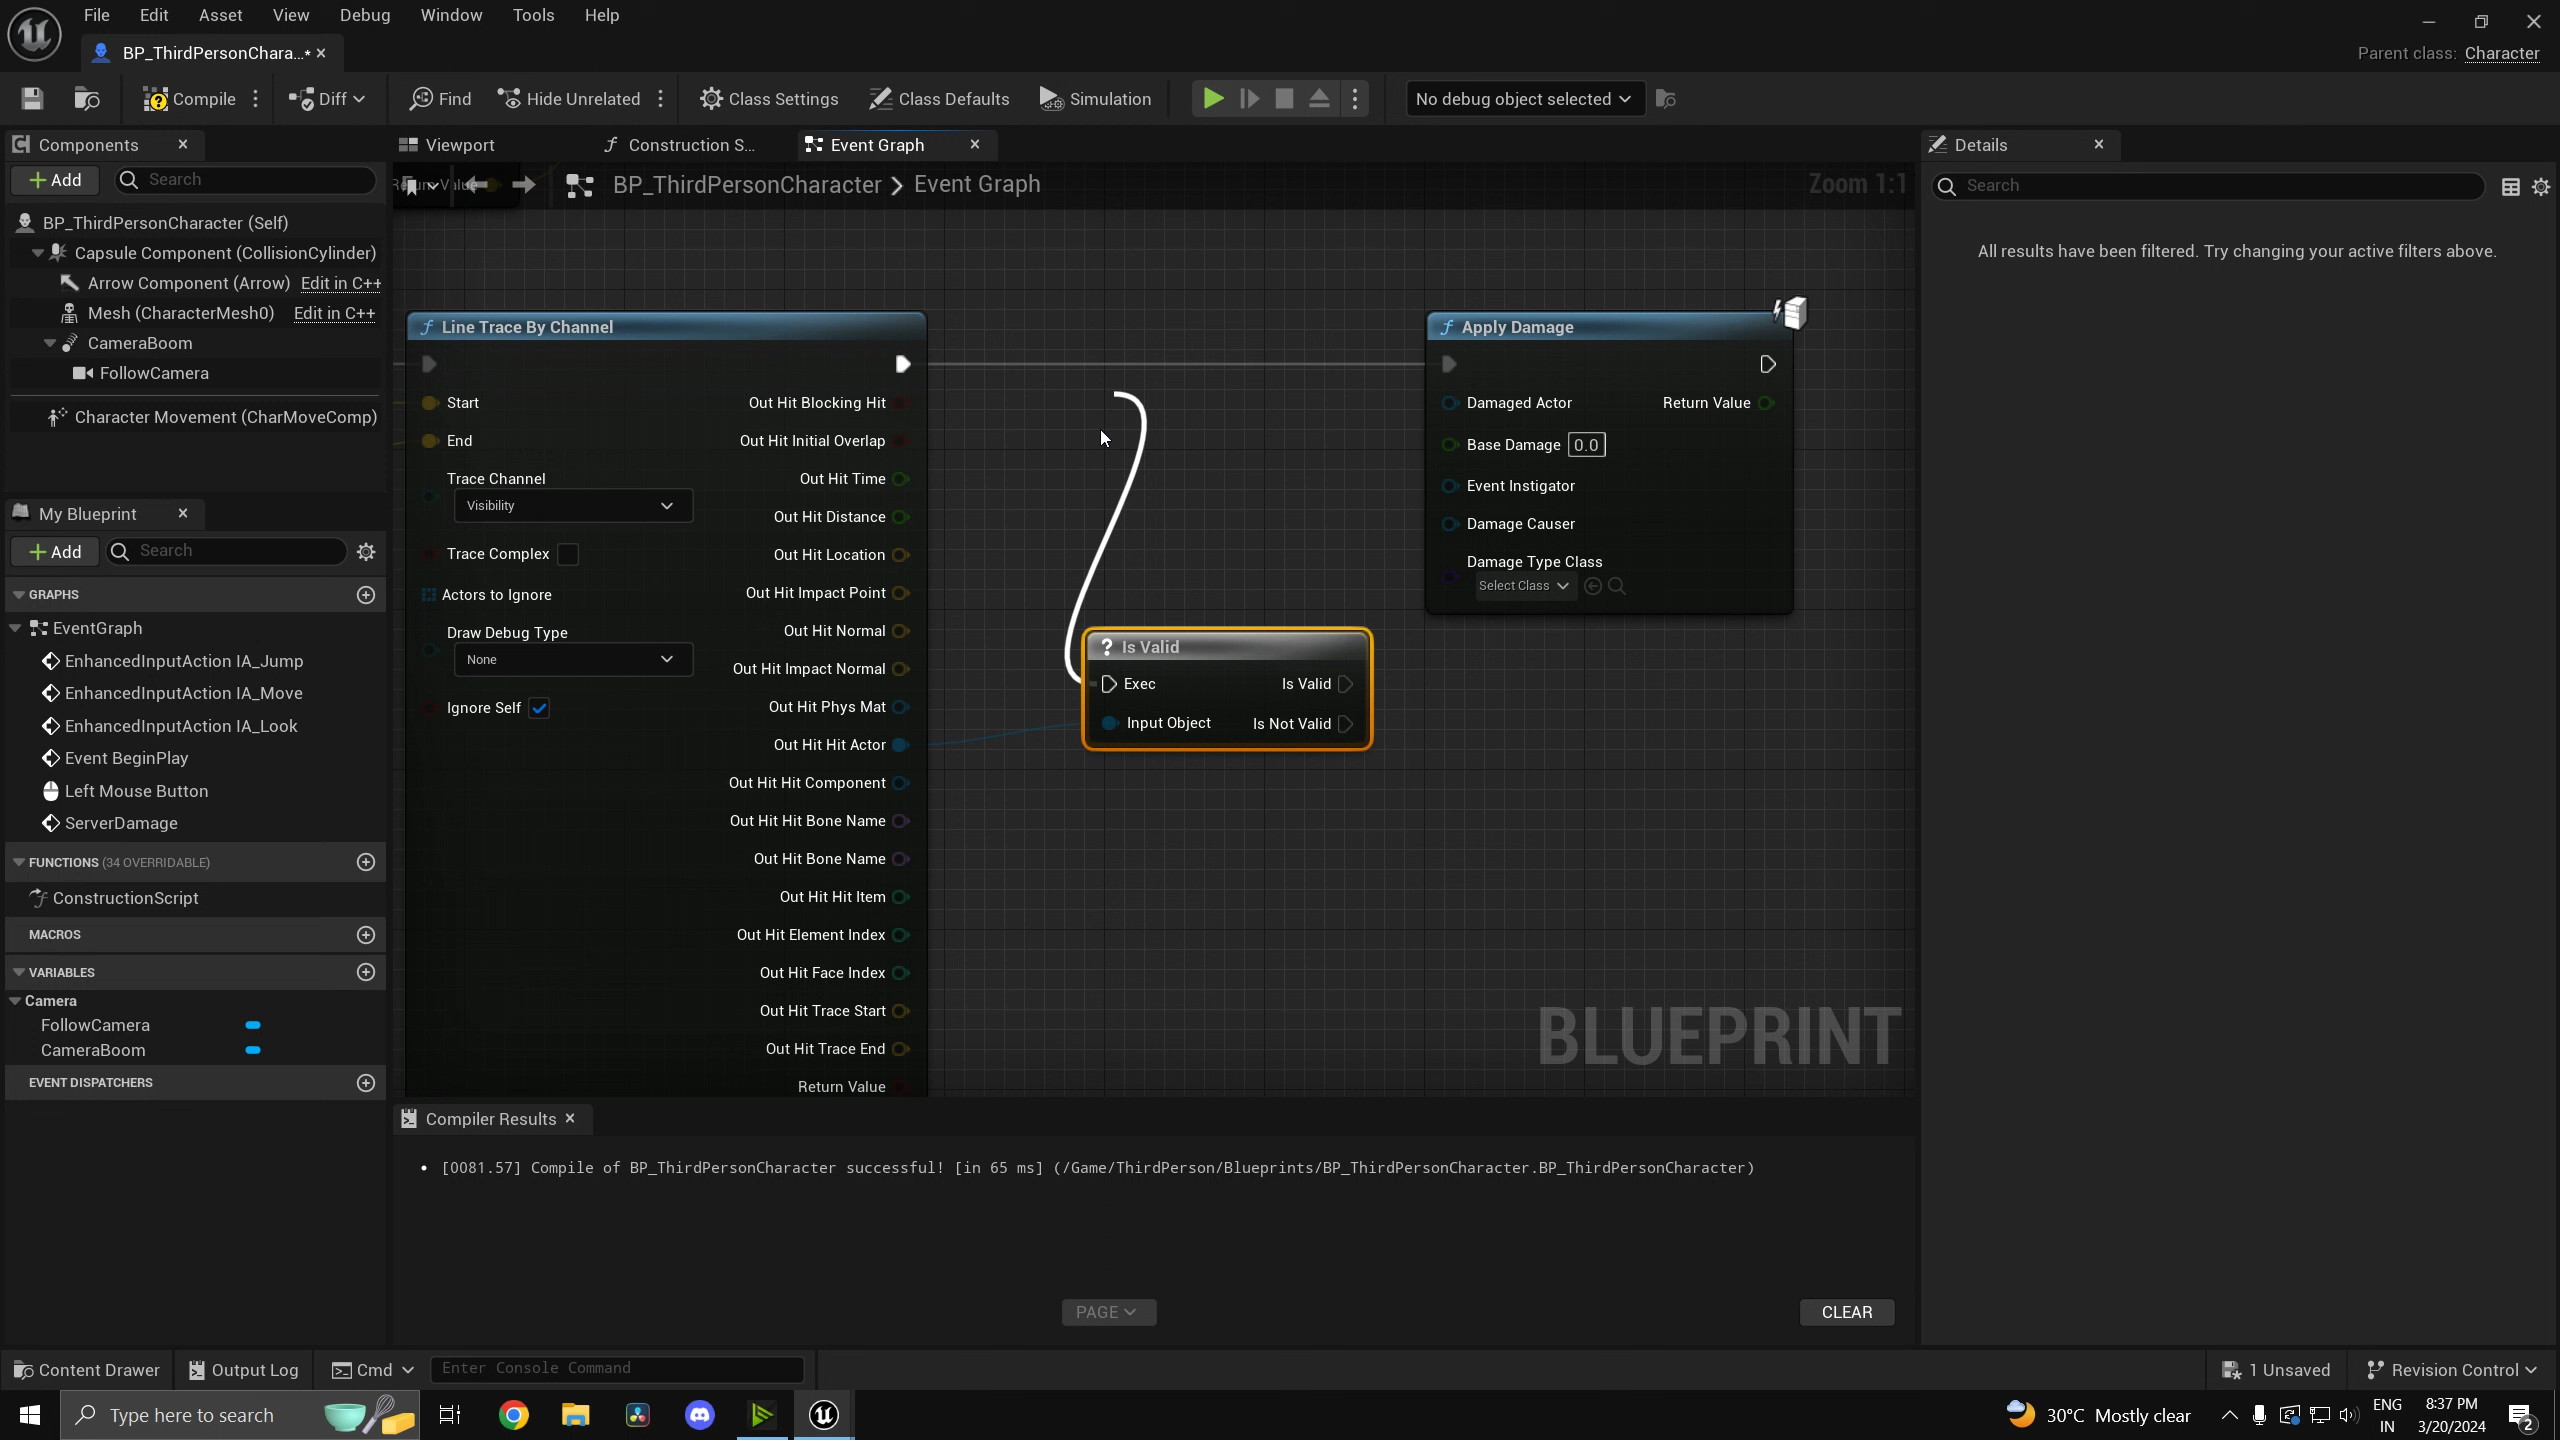 File Edit Asset View Debug Window Tools Help
BP_ThirdPersonChara...*
Parent class: Character
Compile Diff Find Hide Unrelated Class Settings Class Defaults Simulation No debug object selected
Components
Viewport Construction S... Event Graph
Details
Add Search
BP_ThirdPersonCharacter > Event Graph
Zoom 1:1
Search
BP_ThirdPersonCharacter (Self)
Capsule Component (CollisionCylinder)
Arrow Component (Arrow) Edit in C++
Mesh (CharacterMesh0) Edit in C++
CameraBoom
FollowCamera
Character Movement (CharMoveComp)
All results have been filtered. Try changing your active filters above.
My Blueprint
Add Search
GRAPHS
EventGraph
EnhancedInputAction IA_Jump
EnhancedInputAction IA_Move
EnhancedInputAction IA_Look
Event BeginPlay
Left Mouse Button
ServerDamage
FUNCTIONS (34 OVERRIDABLE)
ConstructionScript
MACROS
VARIABLES
Camera
FollowCamera
CameraBoom
EVENT DISPATCHERS
Line Trace By Channel
Start
End
Trace Channel
Visibility
Trace Complex
Actors to Ignore
Draw Debug Type
None
Ignore Self
Out Hit Blocking Hit
Out Hit Initial Overlap
Out Hit Time
Out Hit Distance
Out Hit Location
Out Hit Impact Point
Out Hit Normal
Out Hit Impact Normal
Out Hit Phys Mat
Out Hit Hit Actor
Out Hit Hit Component
Out Hit Hit Bone Name
Out Hit Bone Name
Out Hit Hit Item
Out Hit Element Index
Out Hit Face Index
Out Hit Trace Start
Out Hit Trace End
Return Value
? Is Valid
Exec Is Valid
Input Object Is Not Valid
Apply Damage
Damaged Actor Return Value
Base Damage 0.0
Event Instigator
Damage Causer
Damage Type Class
Select Class
BLUEPRINT
Compiler Results
• [0081.57] Compile of BP_ThirdPersonCharacter successful! [in 65 ms] (/Game/ThirdPerson/Blueprints/BP_ThirdPersonCharacter.BP_ThirdPersonCharacter)
PAGE
CLEAR
Content Drawer Output Log Cmd Enter Console Command 1 Unsaved Revision Control
Type here to search
30°C Mostly clear
ENG
IN
8:37 PM
3/20/2024
2